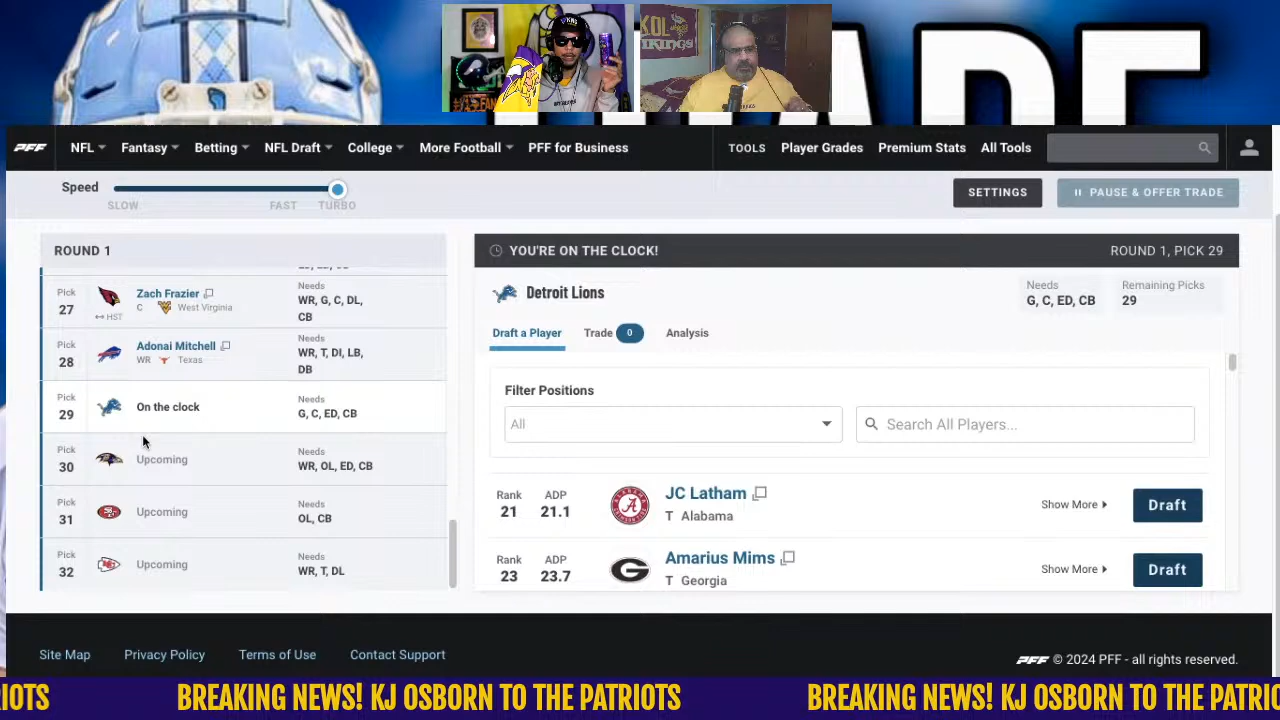 KOL
VIKINGS
PFF
NFL
Fantasy
Betting
NFL Draft
College
More Football
PFF for Business
TOOLS
Player Grades
Premium Stats
All Tools
Speed
SLOW
FAST
TURBO
SETTINGS
PAUSE & OFFER TRADE
ROUND 1
Pick
27
HST
Zach Frazier
C West Virginia
Needs
WR, G, C, DL,
CB
Pick
28
Adonai Mitchell
WR Texas
Needs
WR, T, DI, LB,
DB
Pick
29
On the clock
Needs
G, C, ED, CB
Pick
30
Upcoming
Needs
WR, OL, ED, CB
Pick
31
Upcoming
Needs
OL, CB
Pick
32
Upcoming
Needs
WR, T, DL
YOU'RE ON THE CLOCK!
ROUND 1, PICK 29
Detroit Lions
Needs
G, C, ED, CB
Remaining Picks
29
Draft a Player
Trade 0
Analysis
Filter Positions
All
Search All Players...
Rank
21
ADP
21.1
JC Latham
T Alabama
Show More
Draft
Rank
23
ADP
23.7
Amarius Mims
T Georgia
Show More
Draft
Site Map
Privacy Policy
Terms of Use
Contact Support
PFF © 2024 PFF - all rights reserved.
IOTS BREAKING NEWS! KJ OSBORN TO THE PATRIOTS BREAKING NEWS! KJ OSBORN TO THE PATRIO